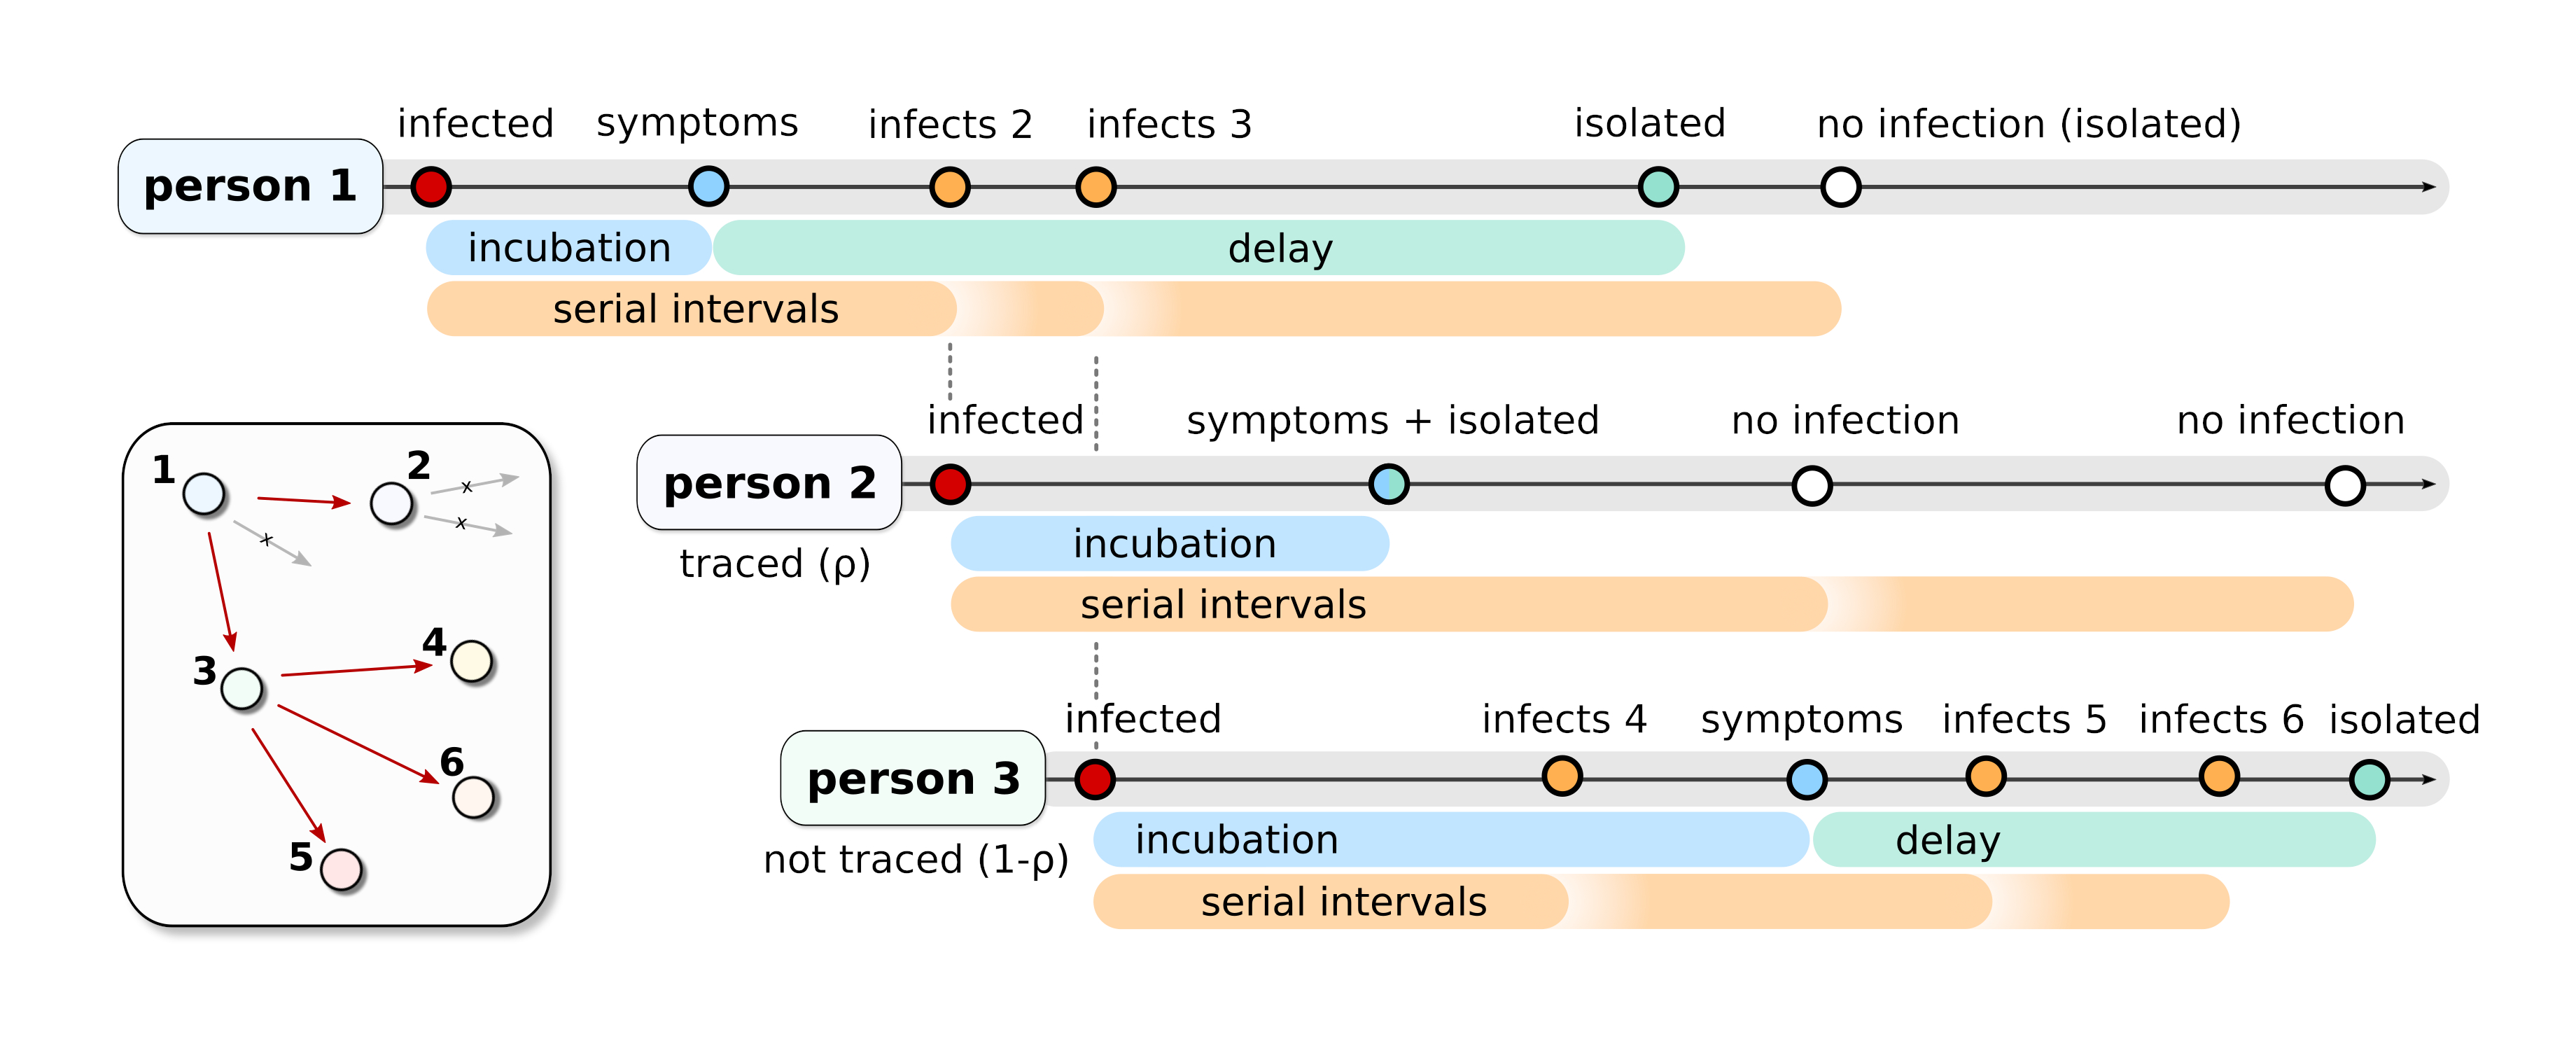 infected symptoms infects 2 infects 3 isolated no infection (isolated)
person 1
incubation delay
serial intervals
infected symptoms + isolated no infection no infection
person 2
traced (ρ)
incubation
serial intervals
infected infects 4 symptoms infects 5 infects 6 isolated
person 3
not traced (1-ρ)
incubation delay
serial intervals
1 2
x
x
x
3 4
6
5